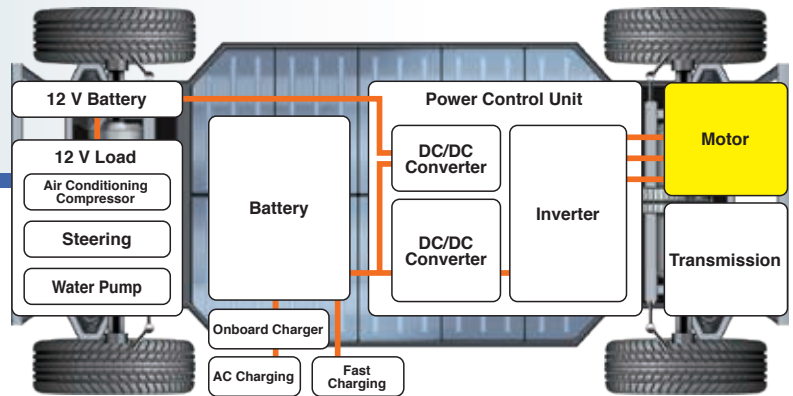 12 V Battery
12 V Load
Air Conditioning
Compressor
Steering
Water Pump
Battery
Onboard Charger
AC Charging
Fast
Charging
Power Control Unit
DC/DC
Converter
DC/DC
Converter
Inverter
Motor
Transmission